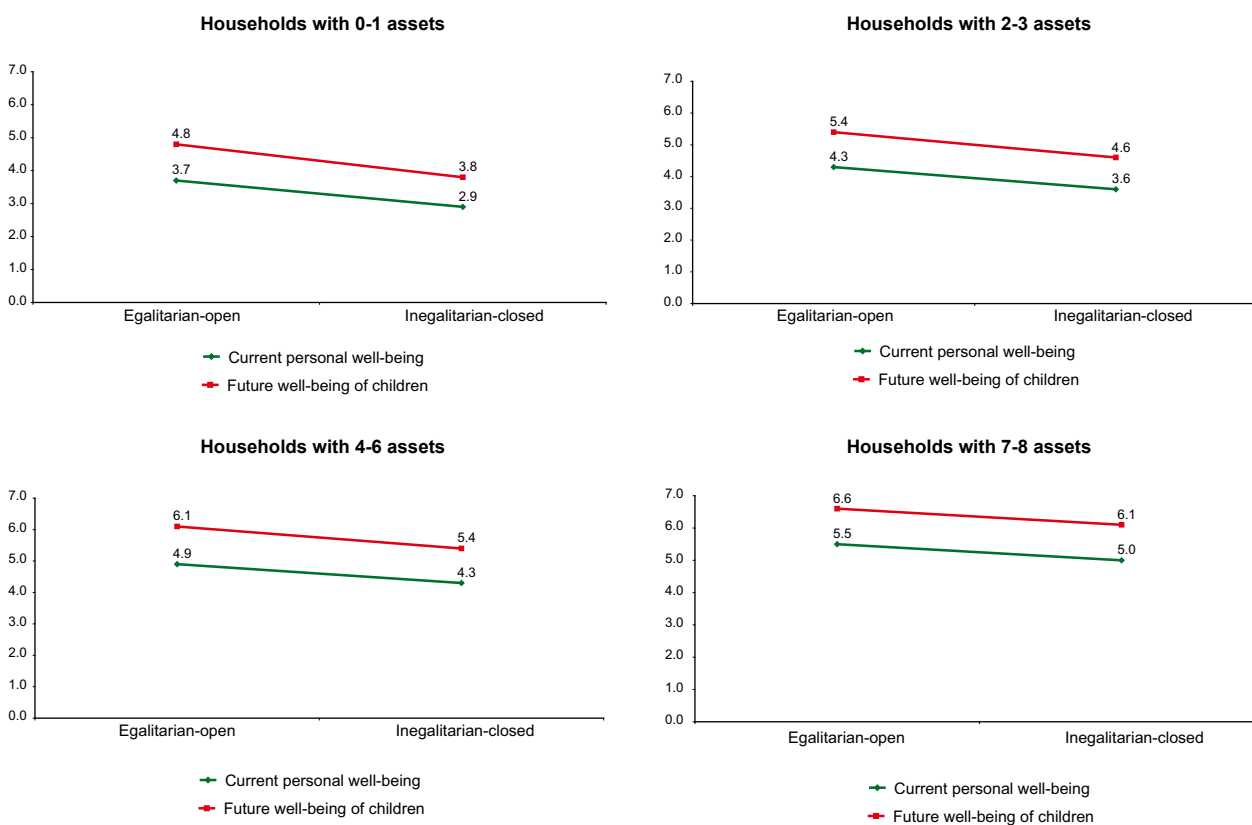 Households with 0-1 assets
7.0
6.0
5.0
4.0
3.0
2.0
1.0
0.0
4.8
3.8
3.7
2.9
Egalitarian-open
Inegalitarian-closed
Current personal well-being
Future well-being of children
Households with 2-3 assets
7.0
6.0
5.0
4.0
3.0
2.0
1.0
0.0
5.4
4.6
4.3
3.6
Egalitarian-open
Inegalitarian-closed
Current personal well-being
Future well-being of children
Households with 4-6 assets
7.0
6.0
5.0
4.0
3.0
2.0
1.0
0.0
6.1
5.4
4.9
4.3
Egalitarian-open
Inegalitarian-closed
Current personal well-being
Future well-being of children
Households with 7-8 assets
7.0
6.0
5.0
4.0
3.0
2.0
1.0
0.0
6.6
6.1
5.5
5.0
Egalitarian-open
Inegalitarian-closed
Current personal well-being
Future well-being of children